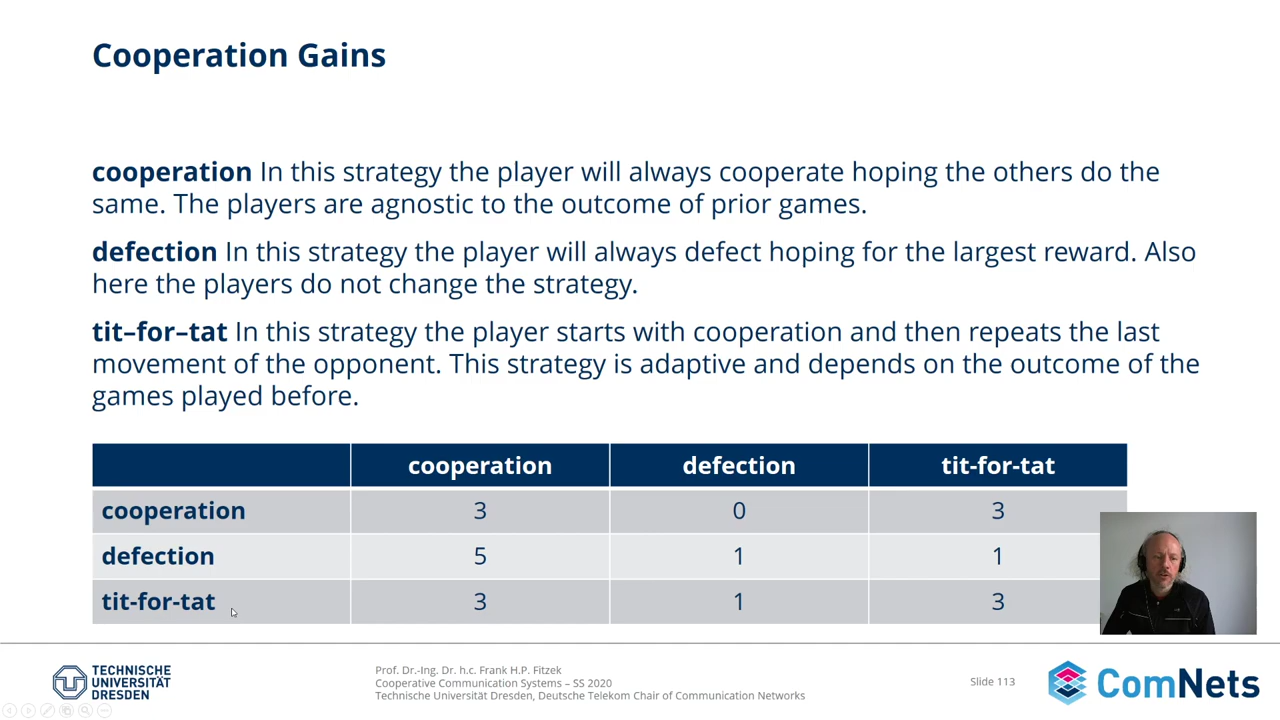 Cooperation Gains
cooperation In this strategy the player will always cooperate hoping the others do the
same. The players are agnostic to the outcome of prior games.
defection In this strategy the player will always defect hoping for the largest reward. Also
here the players do not change the strategy.
tit–for–tat In this strategy the player starts with cooperation and then repeats the last
movement of the opponent. This strategy is adaptive and depends on the outcome of the
games played before.
cooperation defection tit-for-tat
cooperation 3 0 3
defection 5 1 1
tit-for-tat 3 1 3
TECHNISCHE
UNIVERSITÄT
DRESDEN
Prof. Dr.-Ing. Dr. h.c. Frank H.P. Fitzek
Cooperative Communication Systems – SS 2020
Technische Universität Dresden, Deutsche Telekom Chair of Communication Networks
Slide 113
ComNets